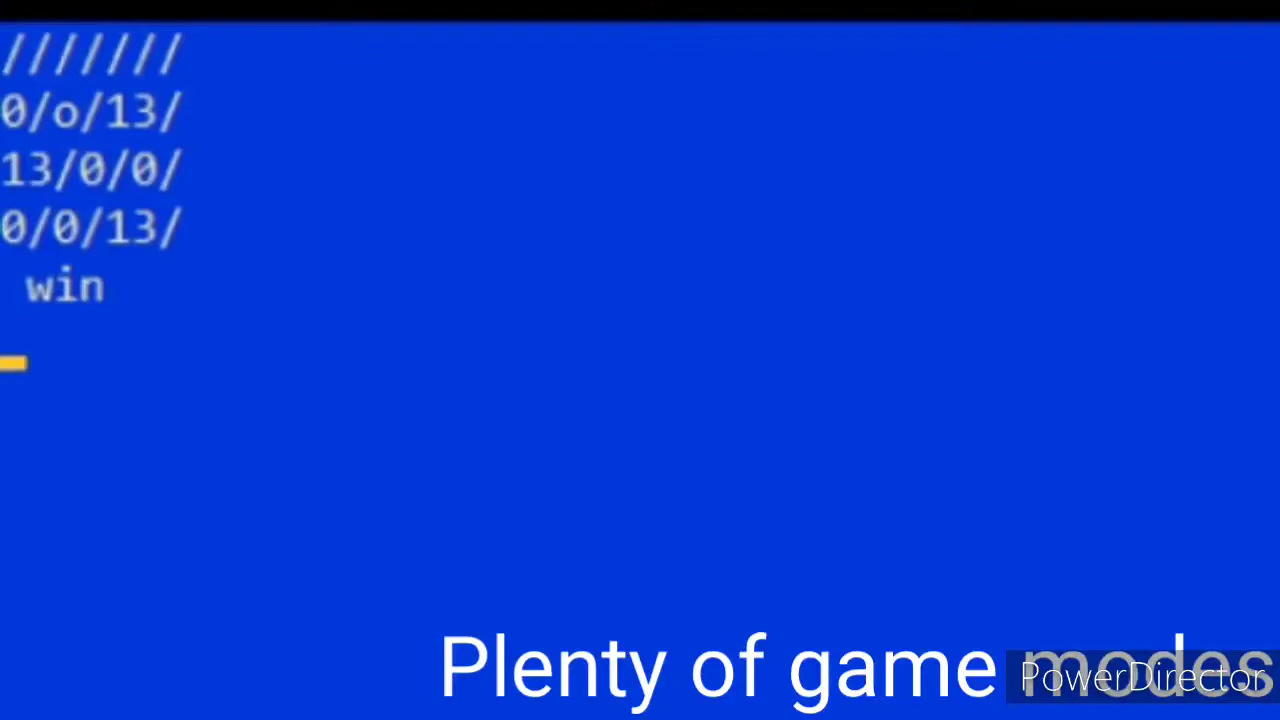 ///////
0/o/13/
13/0/0/
0/0/13/
win
Plenty of game modes
PowerDirector